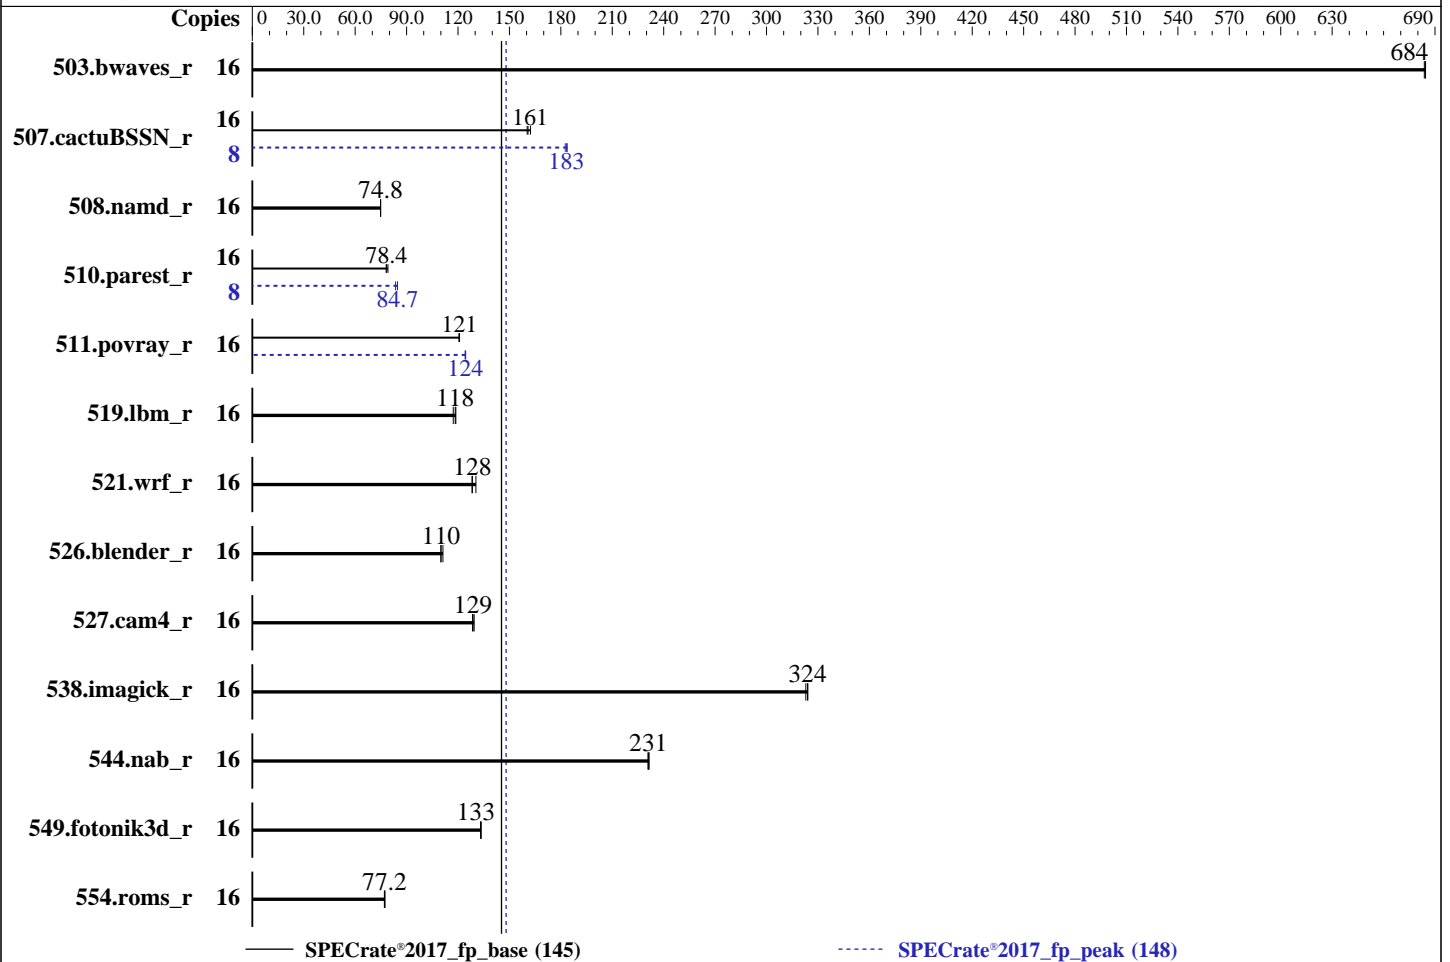 Copies 0 30.0 60.0 90.0 120 150 180 210 240 270 300 330 360 390 420 450 480 510 540 570 600 630 690
503.bwaves_r 16 684
507.cactuBSSN_r 16 161
8 183
508.namd_r 16 74.8
510.parest_r 16 78.4
8 84.7
511.povray_r 16 121
124
519.lbm_r 16 118
521.wrf_r 16 128
526.blender_r 16 110
527.cam4_r 16 129
538.imagick_r 16 324
544.nab_r 16 231
549.fotonik3d_r 16 133
554.roms_r 16 77.2
SPECrate®2017_fp_base (145) SPECrate®2017_fp_peak (148)